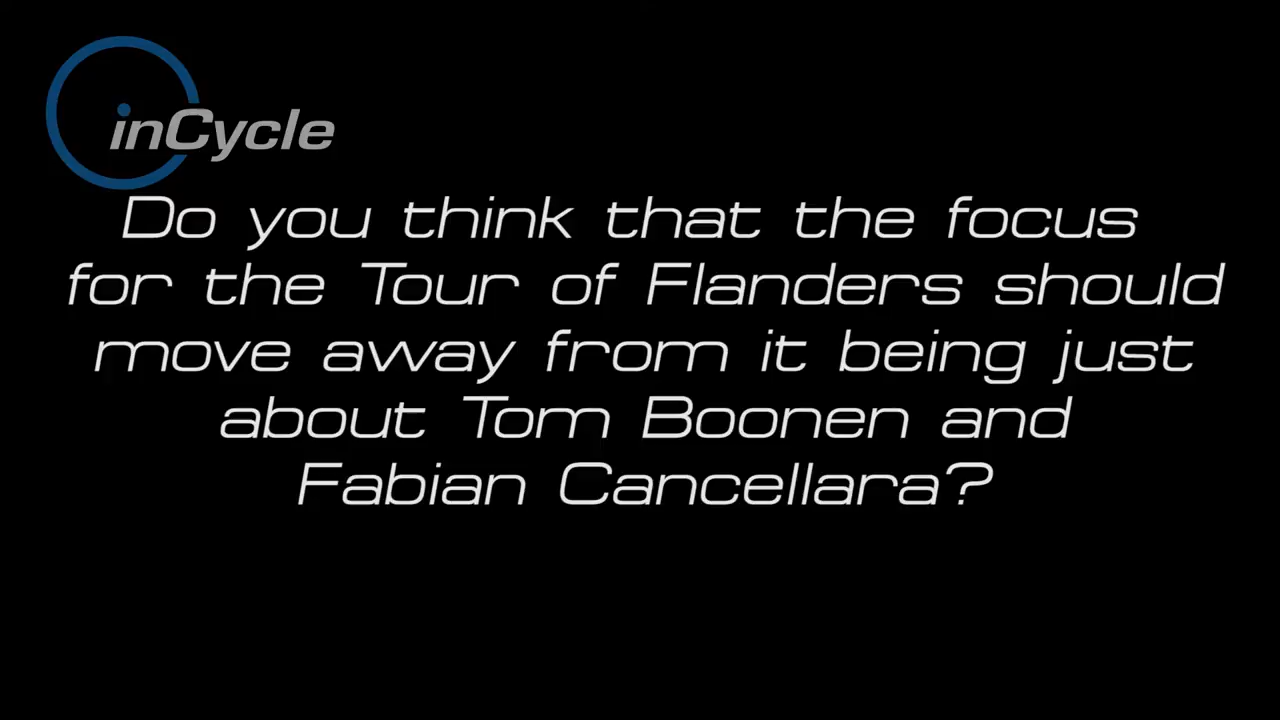 inCycle
Do you think that the focus
for the Tour of Flanders should
move away from it being just
about Tom Boonen and
Fabian Cancellara?